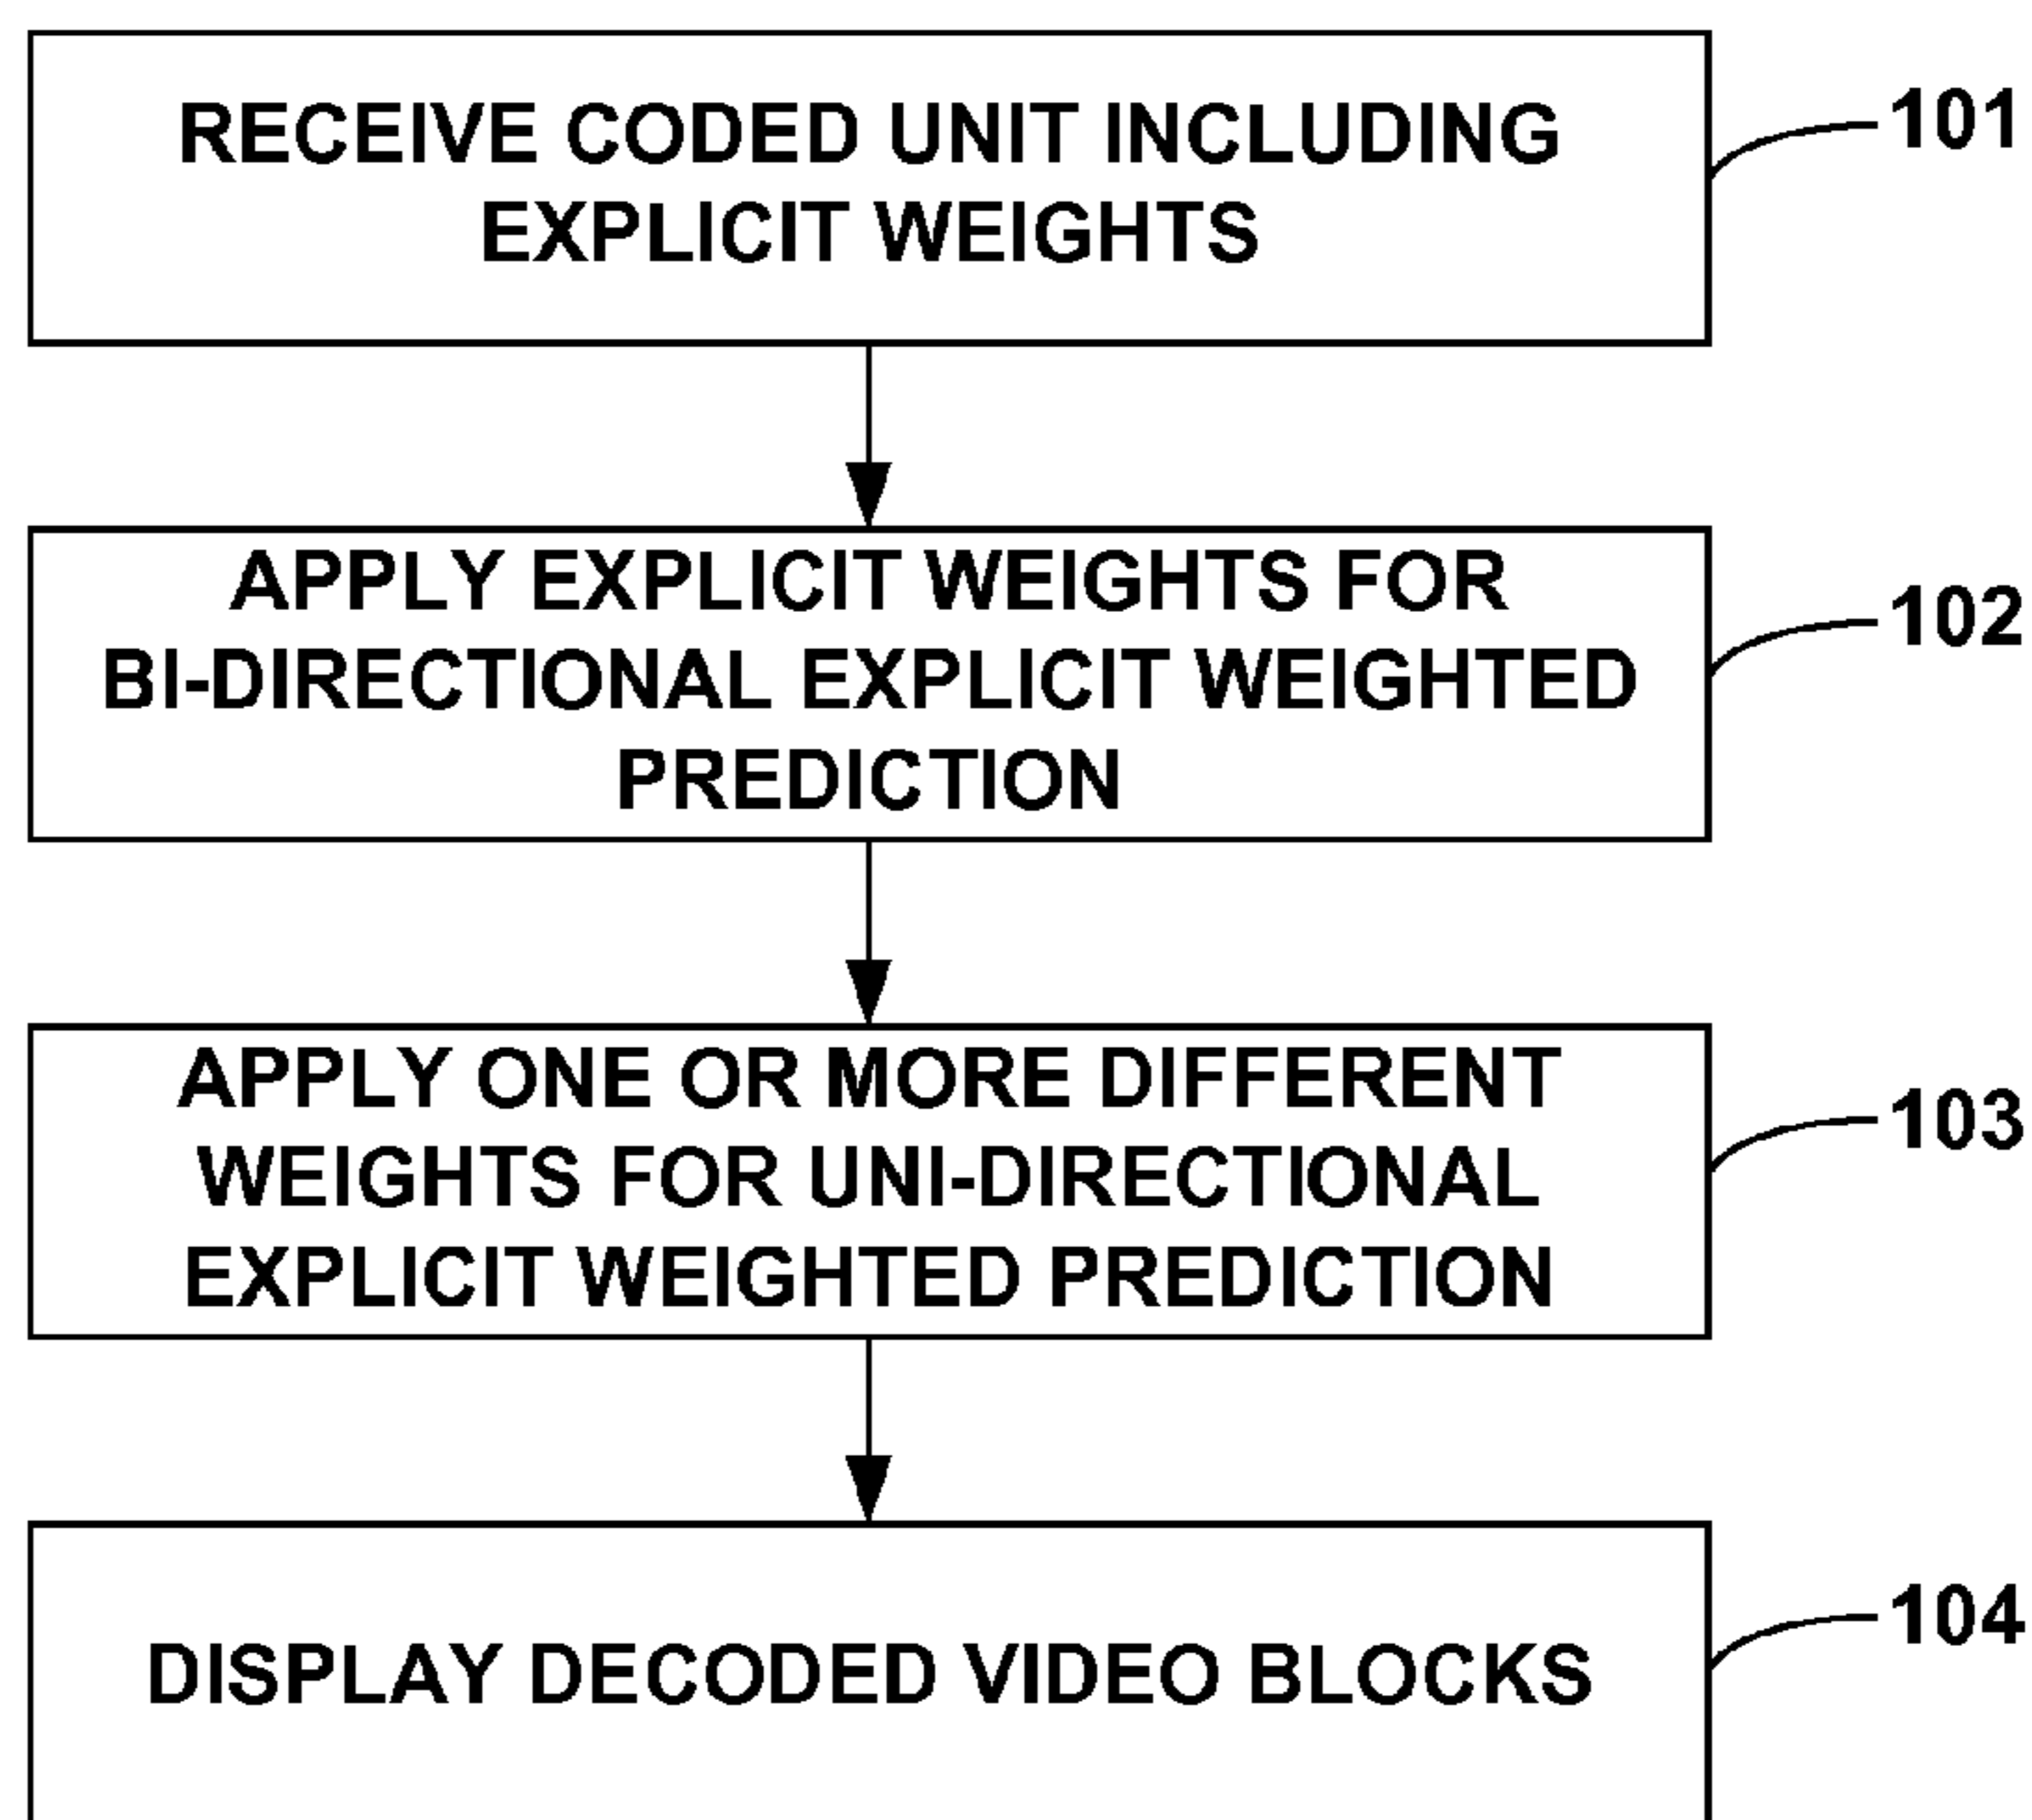 RECEIVE CODED UNIT INCLUDING
EXPLICIT WEIGHTS
101
APPLY EXPLICIT WEIGHTS FOR
BI-DIRECTIONAL EXPLICIT WEIGHTED
PREDICTION
102
APPLY ONE OR MORE DIFFERENT
WEIGHTS FOR UNI-DIRECTIONAL
EXPLICIT WEIGHTED PREDICTION
103
DISPLAY DECODED VIDEO BLOCKS
104